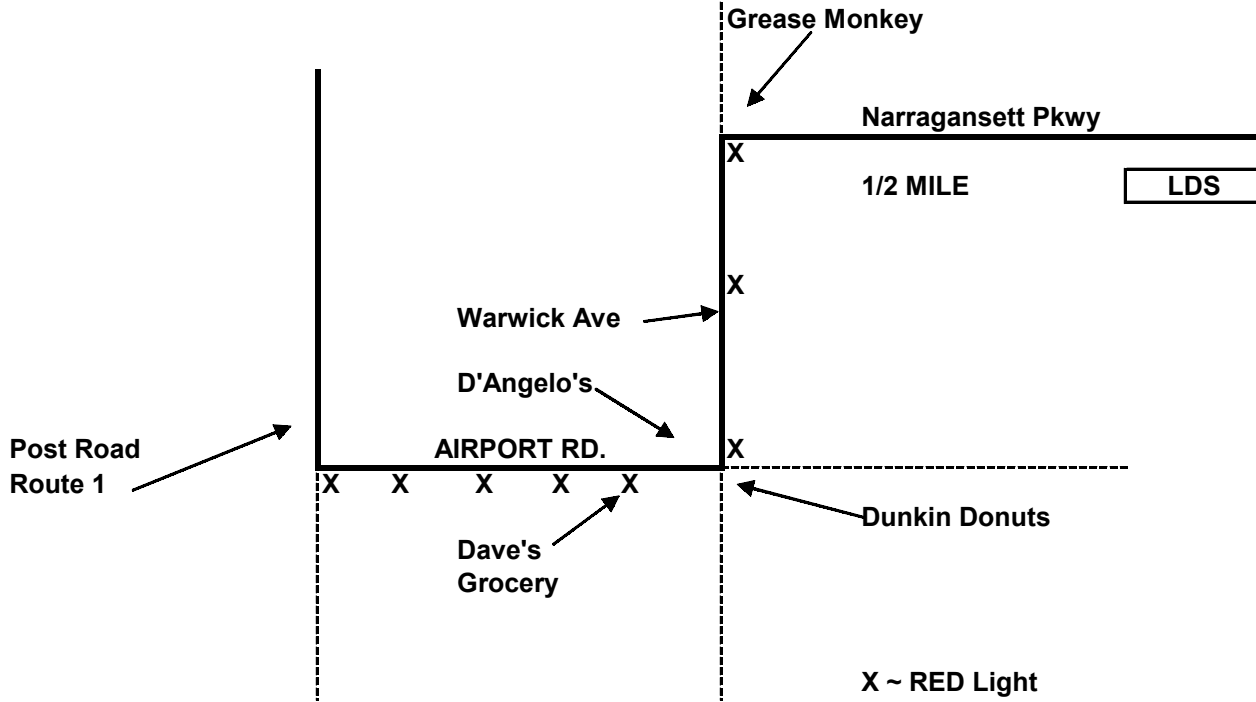 Grease Monkey
Narragansett Pkwy
X
1/2 MILE
LDS
X
Warwick Ave
D'Angelo's
Post Road
Route 1
AIRPORT RD.
X
X X X X X
Dunkin Donuts
Dave's
Grocery
X ~ RED Light